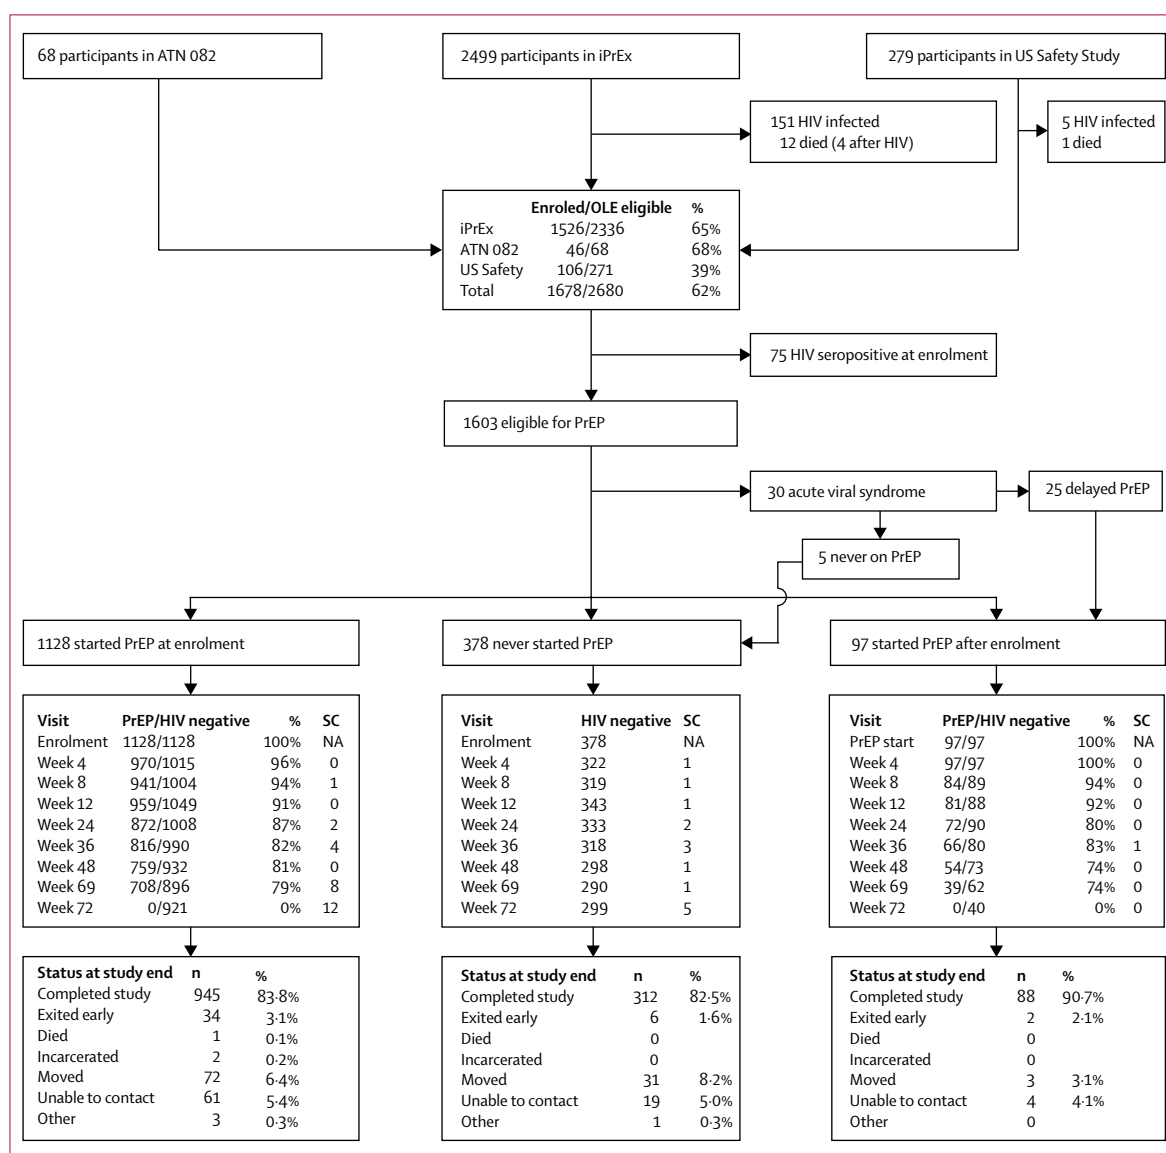 68 participants in ATN 082
2499 participants in iPrEx
279 participants in US Safety Study
151 HIV infected
12 died (4 after HIV)
5 HIV infected
1 died
Enroled/OLE eligible %
iPrEx 1526/2336 65%
ATN 082 46/68 68%
US Safety 106/271 39%
Total 1678/2680 62%
75 HIV seropositive at enrolment
1603 eligible for PrEP
30 acute viral syndrome
25 delayed PrEP
5 never on PrEP
1128 started PrEP at enrolment
378 never started PrEP
97 started PrEP after enrolment
Visit PrEP/HIV negative % SC
Enrolment 1128/1128 100% NA
Week 4 970/1015 96% 0
Week 8 941/1004 94% 1
Week 12 959/1049 91% 0
Week 24 872/1008 87% 2
Week 36 816/990 82% 4
Week 48 759/932 81% 0
Week 69 708/896 79% 8
Week 72 0/921 0% 12
Visit HIV negative SC
Enrolment 378 NA
Week 4 322 1
Week 8 319 1
Week 12 343 1
Week 24 333 2
Week 36 318 3
Week 48 298 1
Week 69 290 1
Week 72 299 5
Visit PrEP/HIV negative % SC
PrEP start 97/97 100% NA
Week 4 97/97 100% 0
Week 8 84/89 94% 0
Week 12 81/88 92% 0
Week 24 72/90 80% 0
Week 36 66/80 83% 1
Week 48 54/73 74% 0
Week 69 39/62 74% 0
Week 72 0/40 0% 0
Status at study end n %
Completed study 945 83·8%
Exited early 34 3·1%
Died 1 0·1%
Incarcerated 2 0·2%
Moved 72 6·4%
Unable to contact 61 5·4%
Other 3 0·3%
Status at study end n %
Completed study 312 82·5%
Exited early 6 1·6%
Died 0
Incarcerated 0
Moved 31 8·2%
Unable to contact 19 5·0%
Other 1 0·3%
Status at study end n %
Completed study 88 90·7%
Exited early 2 2·1%
Died 0
Incarcerated 0
Moved 3 3·1%
Unable to contact 4 4·1%
Other 0